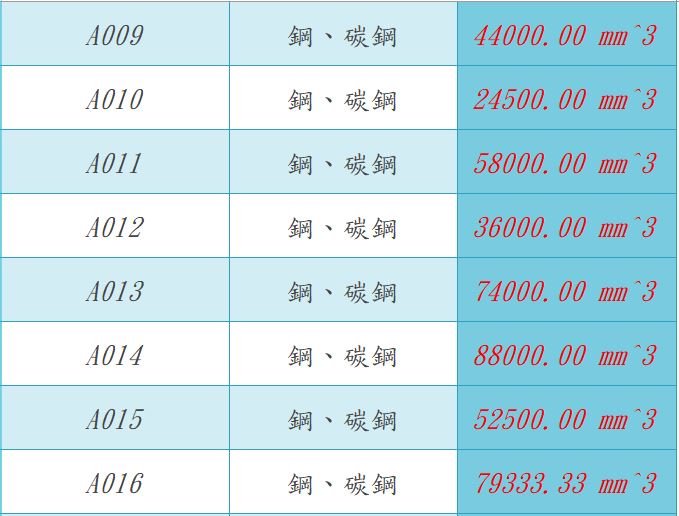 A009 鋼、碳鋼 44000.00 mm^3
A010 鋼、碳鋼 24500.00 mm^3
A011 鋼、碳鋼 58000.00 mm^3
A012 鋼、碳鋼 36000.00 mm^3
A013 鋼、碳鋼 74000.00 mm^3
A014 鋼、碳鋼 88000.00 mm^3
A015 鋼、碳鋼 52500.00 mm^3
A016 鋼、碳鋼 79333.33 mm^3